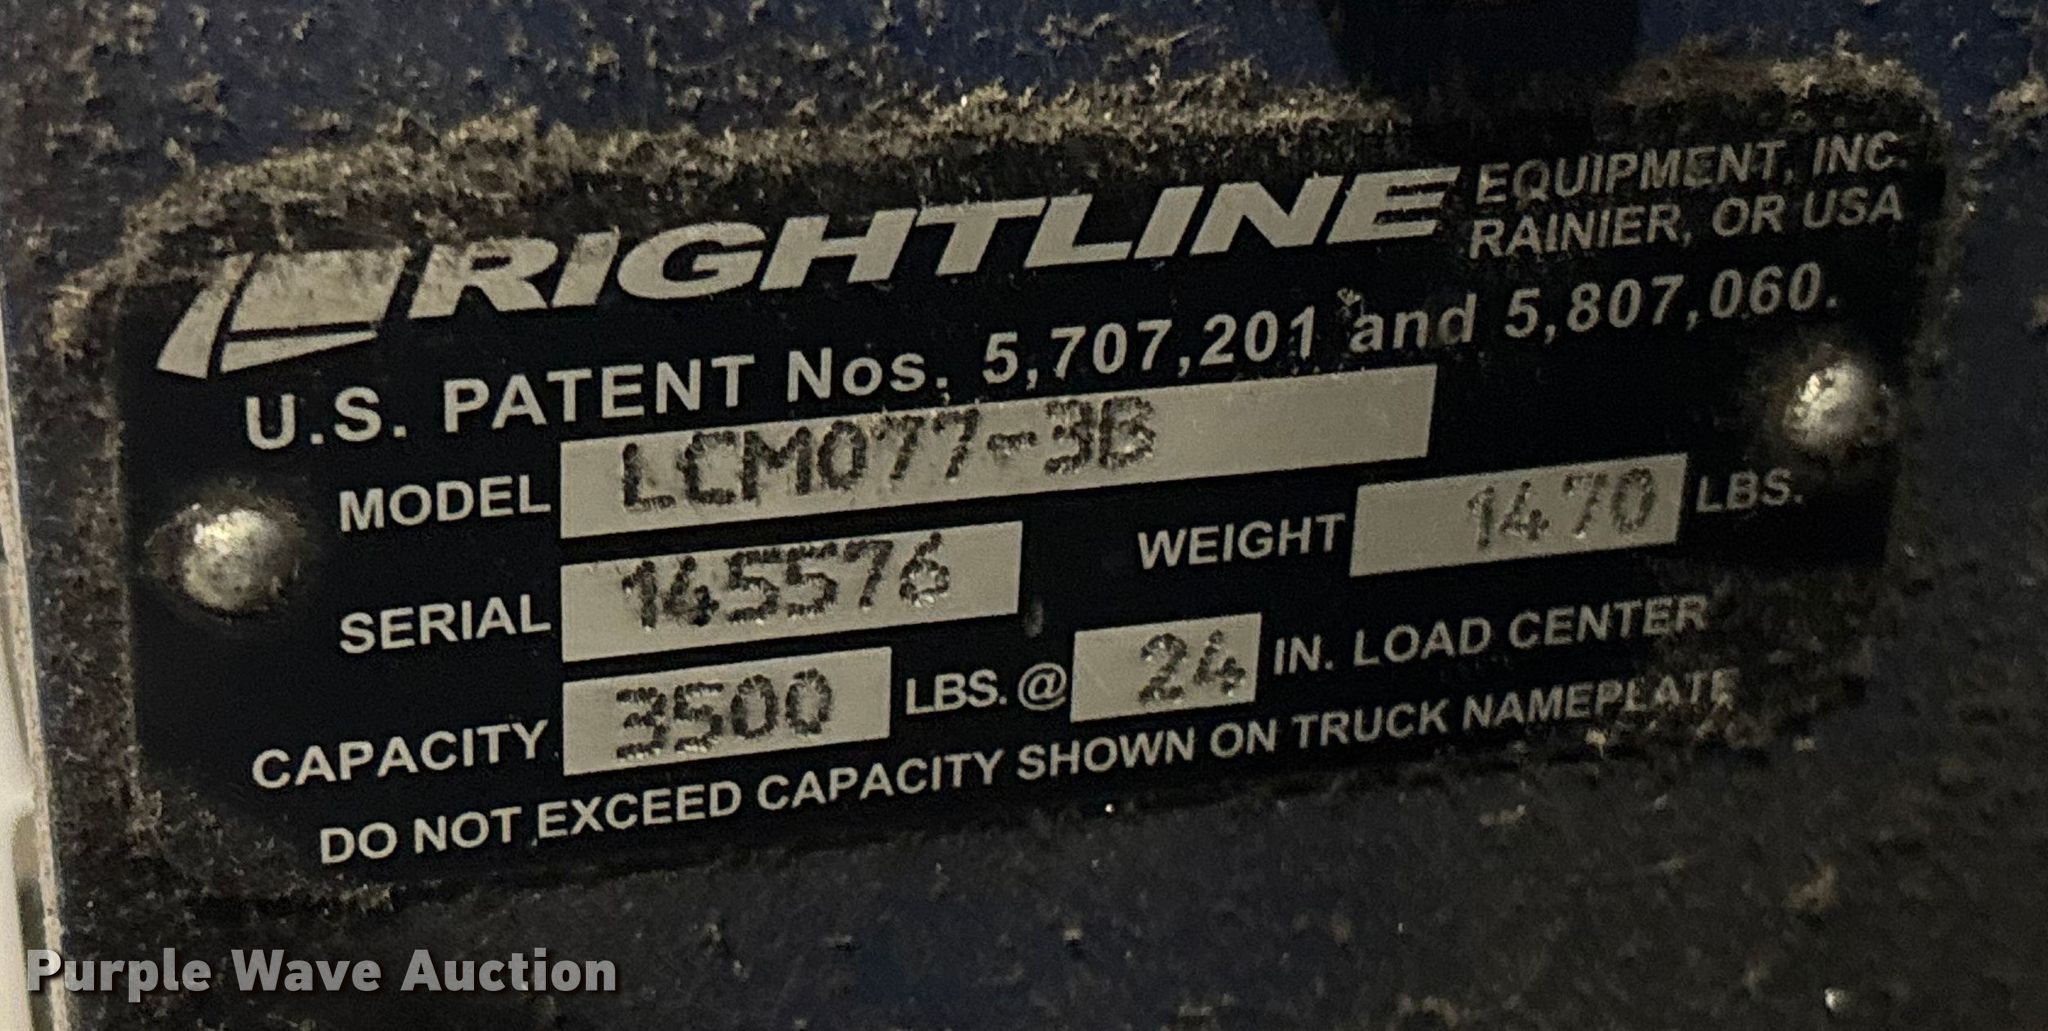 RIGHTLINE EQUIPMENT, INC.
RAINIER, OR USA
U.S. PATENT Nos. 5,707,201 and 5,807,060.
MODEL LCM077-3B
SERIAL 145576 WEIGHT 1470 LBS.
CAPACITY 3500 LBS. @ 24 IN. LOAD CENTER
DO NOT EXCEED CAPACITY SHOWN ON TRUCK NAMEPLATE
Purple Wave Auction